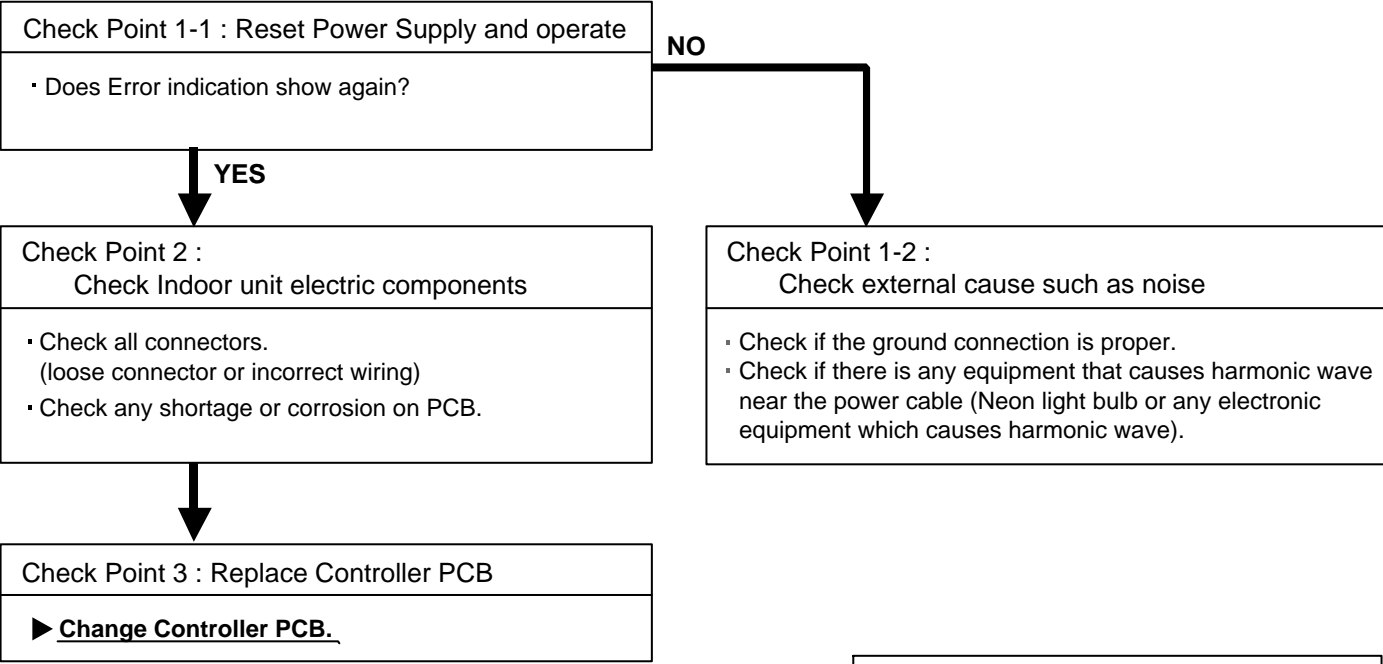 Check Point 1-1 : Reset Power Supply and operate
· Does Error indication show again?
NO
YES
Check Point 2 :
Check Indoor unit electric components
· Check all connectors.
(loose connector or incorrect wiring)
· Check any shortage or corrosion on PCB.
Check Point 1-2 :
Check external cause such as noise
· Check if the ground connection is proper.
· Check if there is any equipment that causes harmonic wave
near the power cable (Neon light bulb or any electronic
equipment which causes harmonic wave).
Check Point 3 : Replace Controller PCB
▶ Change Controller PCB.